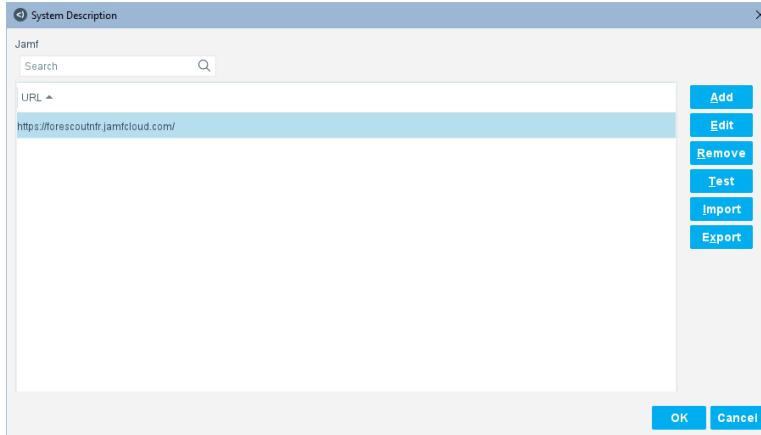 System Description
Jamf
Search
URL
https://forescoutnfr.jamfcloud.com/
Add
Edit
Remove
Test
Import
Export
OK
Cancel